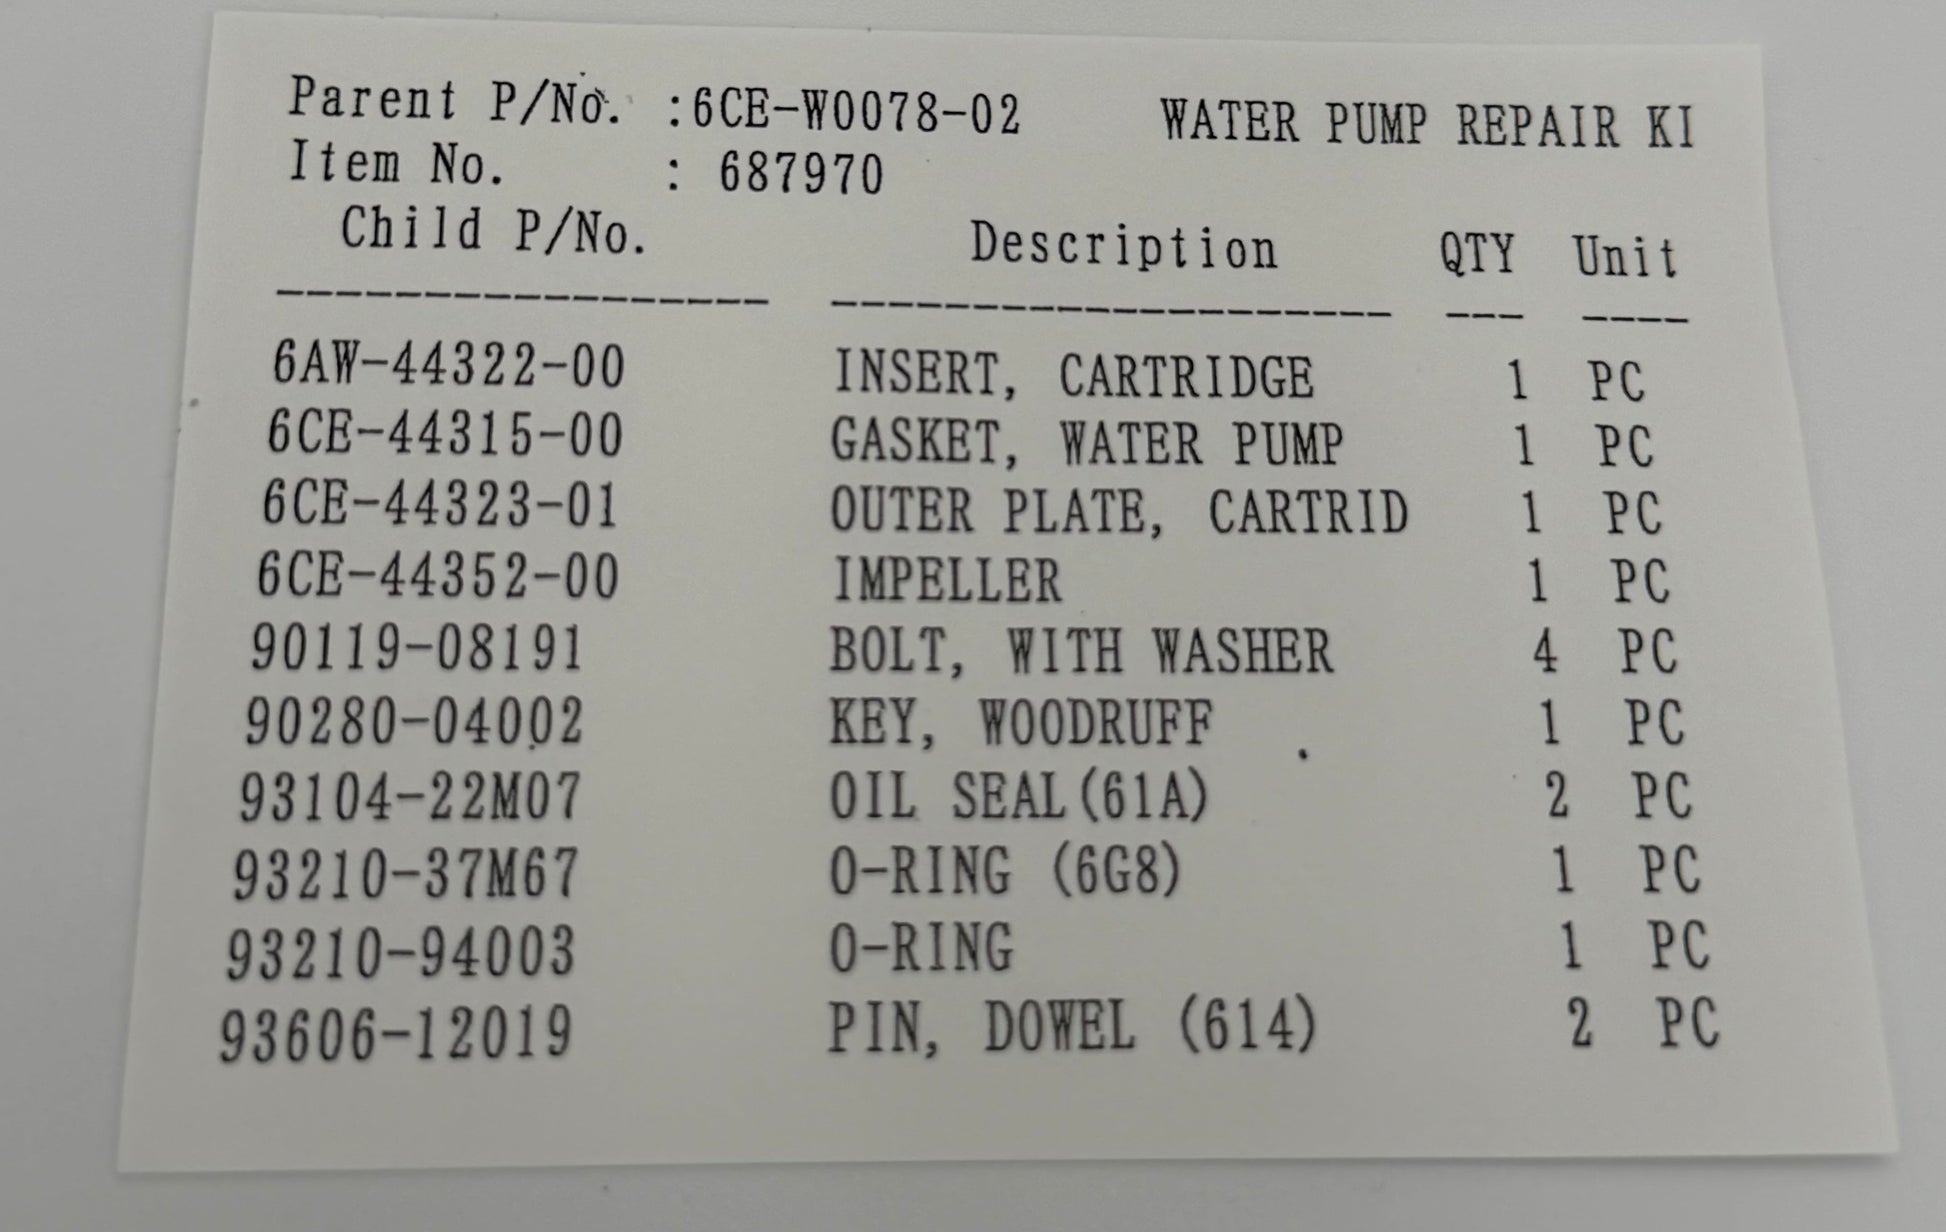 Parent P/No. :6CE-W0078-02 WATER PUMP REPAIR KI
Item No. : 687970
Child P/No. Description QTY Unit
----------------- -------------------- --- ----
6AW-44322-00 INSERT, CARTRIDGE 1 PC
6CE-44315-00 GASKET, WATER PUMP 1 PC
6CE-44323-01 OUTER PLATE, CARTRID 1 PC
6CE-44352-00 IMPELLER 1 PC
90119-08191 BOLT, WITH WASHER 4 PC
90280-04002 KEY, WOODRUFF 1 PC
93104-22M07 OIL SEAL(61A) 2 PC
93210-37M67 O-RING (6G8) 1 PC
93210-94003 O-RING 1 PC
93606-12019 PIN, DOWEL (614) 2 PC